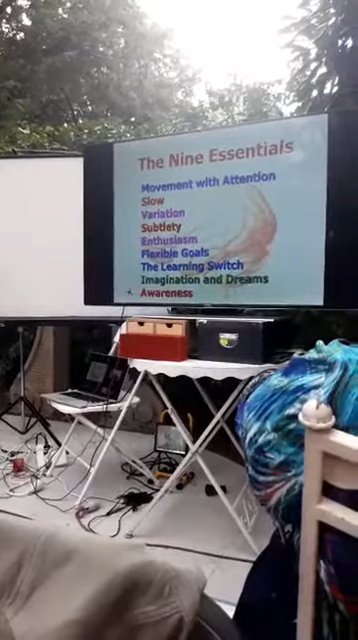 The Nine Essentials
Movement with Attention
Slow
Variation
Subtlety
Enthusiasm
Flexible Goals
The Learning Switch
Imagination and Dreams
Awareness